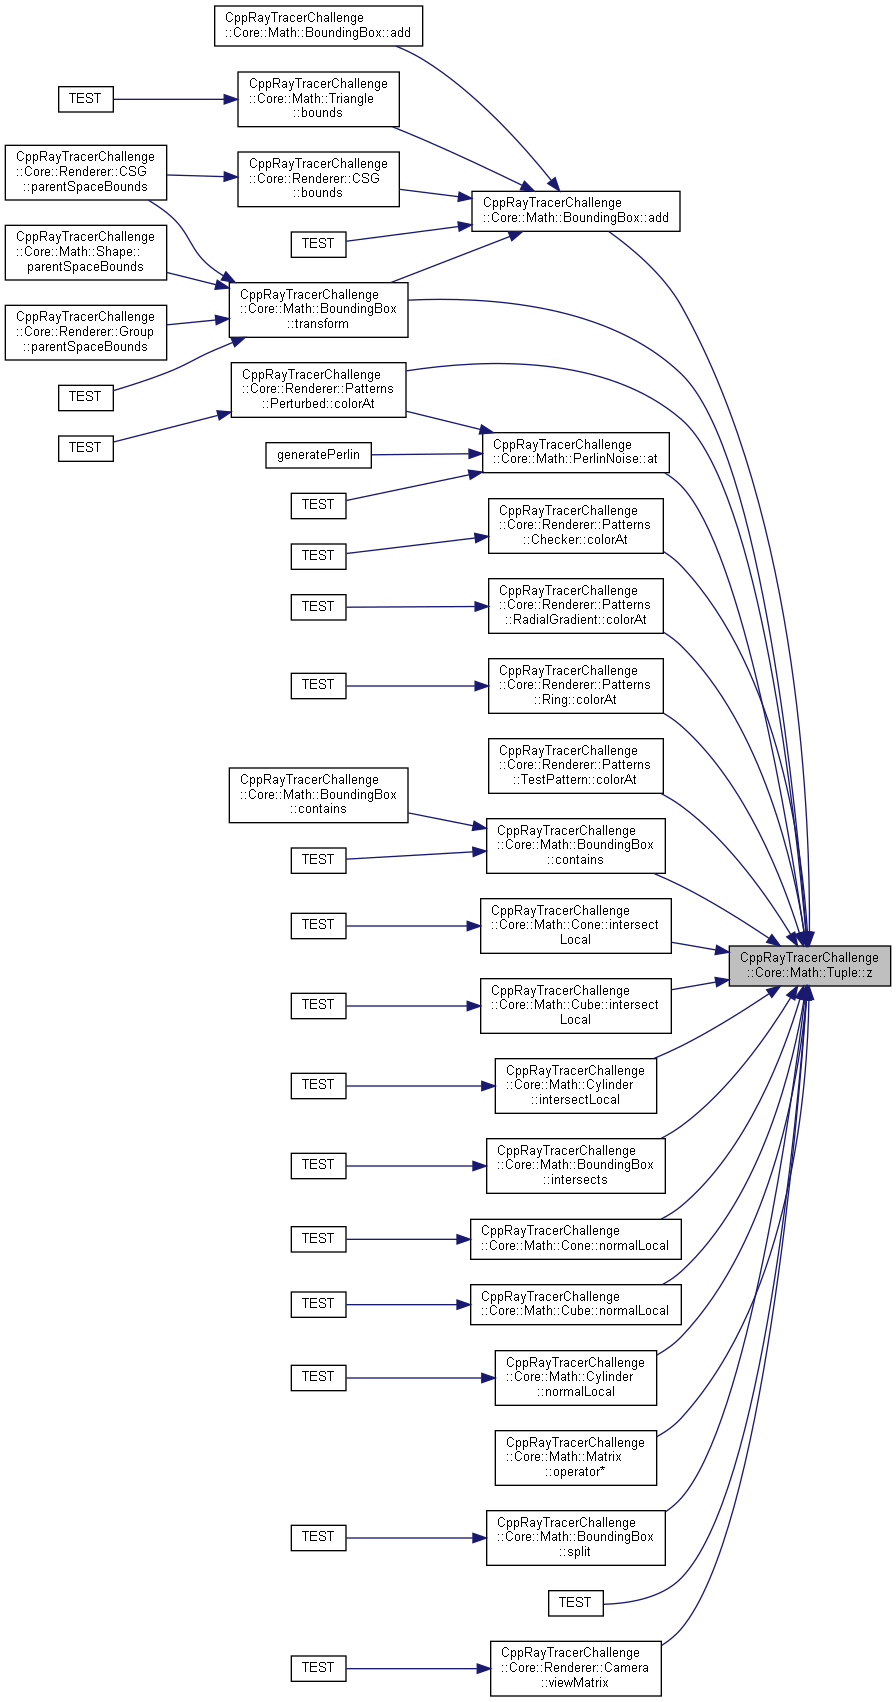 CppRayTracerChallenge
::Core::Math::BoundingBox::add
CppRayTracerChallenge
::Core::Math::Triangle
::bounds
TEST
CppRayTracerChallenge
::Core::Renderer::CSG
::parentSpaceBounds
CppRayTracerChallenge
::Core::Renderer::CSG
::bounds
CppRayTracerChallenge
::Core::Math::BoundingBox::add
TEST
CppRayTracerChallenge
::Core::Math::Shape::
parentSpaceBounds
CppRayTracerChallenge
::Core::Math::BoundingBox
::transform
CppRayTracerChallenge
::Core::Renderer::Group
::parentSpaceBounds
TEST
CppRayTracerChallenge
::Core::Renderer::Patterns
::Perturbed::colorAt
TEST
generatePerlin
CppRayTracerChallenge
::Core::Math::PerlinNoise::at
TEST
CppRayTracerChallenge
::Core::Renderer::Patterns
::Checker::colorAt
TEST
CppRayTracerChallenge
::Core::Renderer::Patterns
::RadialGradient::colorAt
TEST
CppRayTracerChallenge
::Core::Renderer::Patterns
::Ring::colorAt
TEST
CppRayTracerChallenge
::Core::Renderer::Patterns
::TestPattern::colorAt
CppRayTracerChallenge
::Core::Math::BoundingBox
::contains
CppRayTracerChallenge
::Core::Math::BoundingBox
::contains
TEST
CppRayTracerChallenge
::Core::Math::Cone::intersect
Local
TEST
CppRayTracerChallenge
::Core::Math::Tuple::z
CppRayTracerChallenge
::Core::Math::Cube::intersect
Local
TEST
CppRayTracerChallenge
::Core::Math::Cylinder
::intersectLocal
TEST
CppRayTracerChallenge
::Core::Math::BoundingBox
::intersects
TEST
CppRayTracerChallenge
::Core::Math::Cone::normalLocal
TEST
CppRayTracerChallenge
::Core::Math::Cube::normalLocal
TEST
CppRayTracerChallenge
::Core::Math::Cylinder
::normalLocal
TEST
CppRayTracerChallenge
::Core::Math::Matrix
::operator*
CppRayTracerChallenge
::Core::Math::BoundingBox
::split
TEST
TEST
CppRayTracerChallenge
::Core::Renderer::Camera
::viewMatrix
TEST